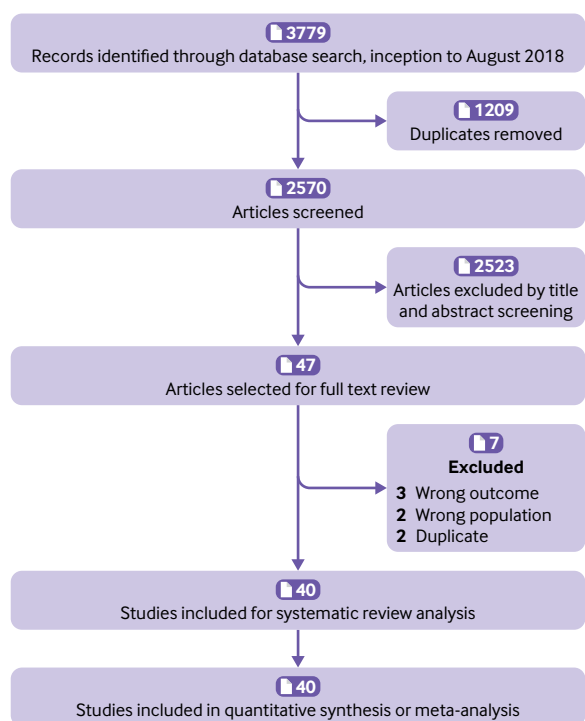 3779
Records identified through database search, inception to August 2018
1209
Duplicates removed
2570
Articles screened
2523
Articles excluded by title
and abstract screening
47
Articles selected for full text review
7
Excluded
3 Wrong outcome
2 Wrong population
2 Duplicate
40
Studies included for systematic review analysis
40
Studies included in quantitative synthesis or meta-analysis